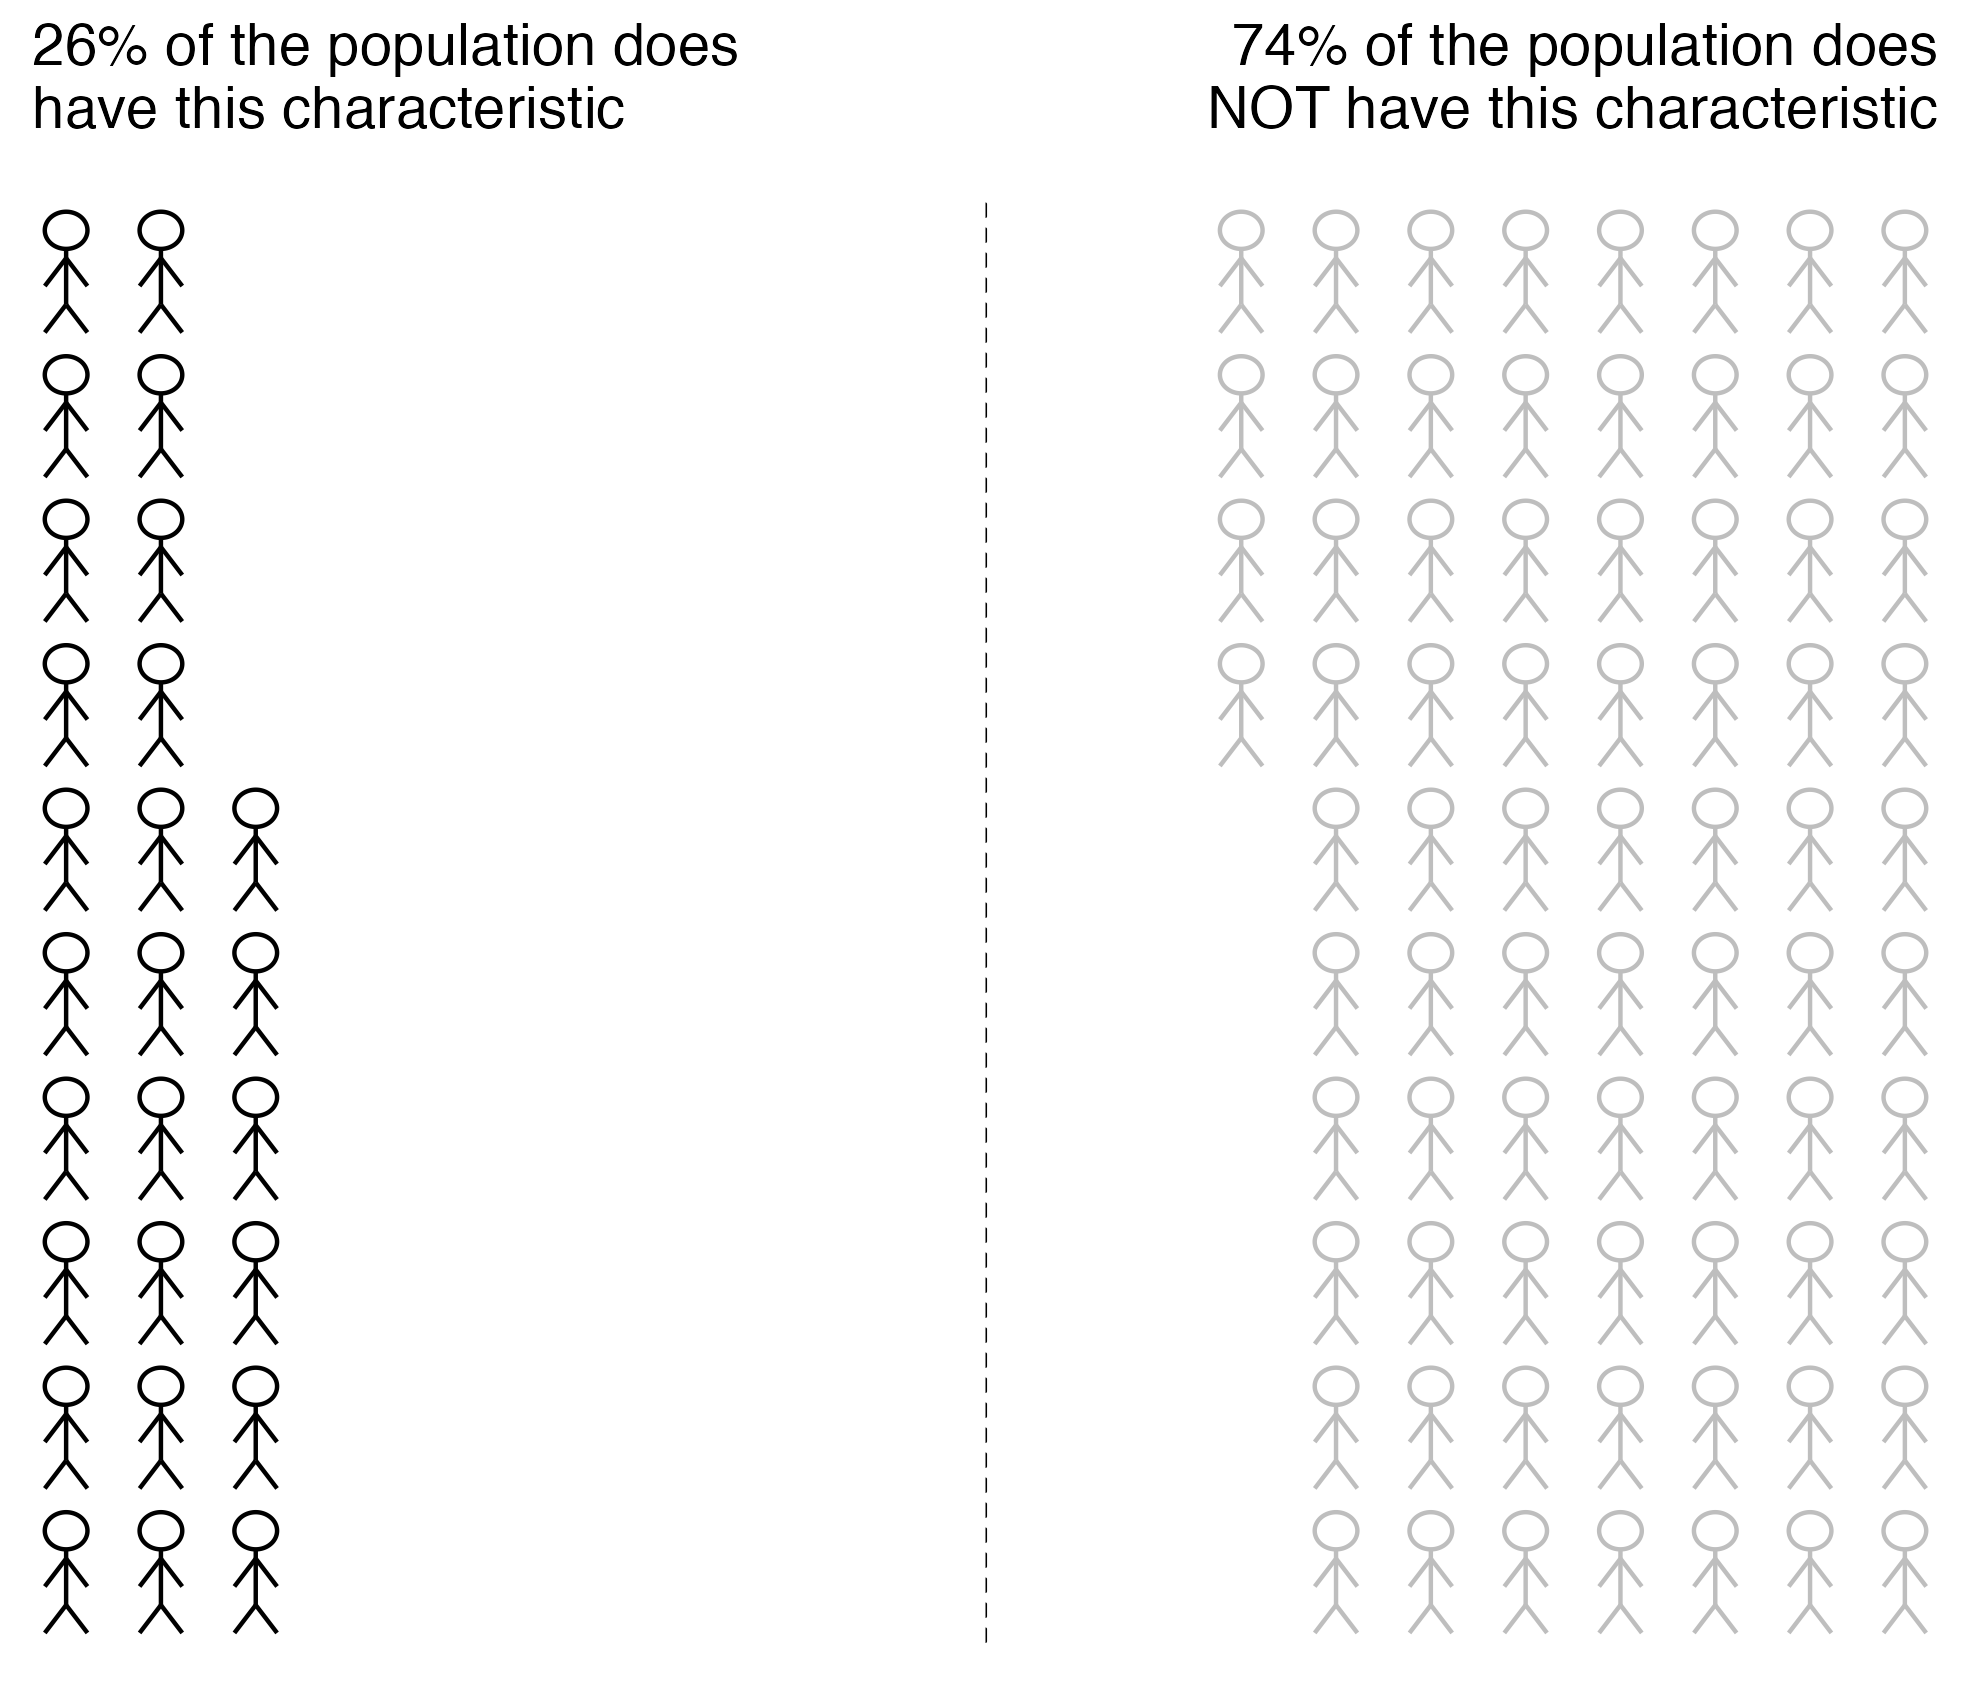 26% of the population does
have this characteristic
74% of the population does
NOT have this characteristic